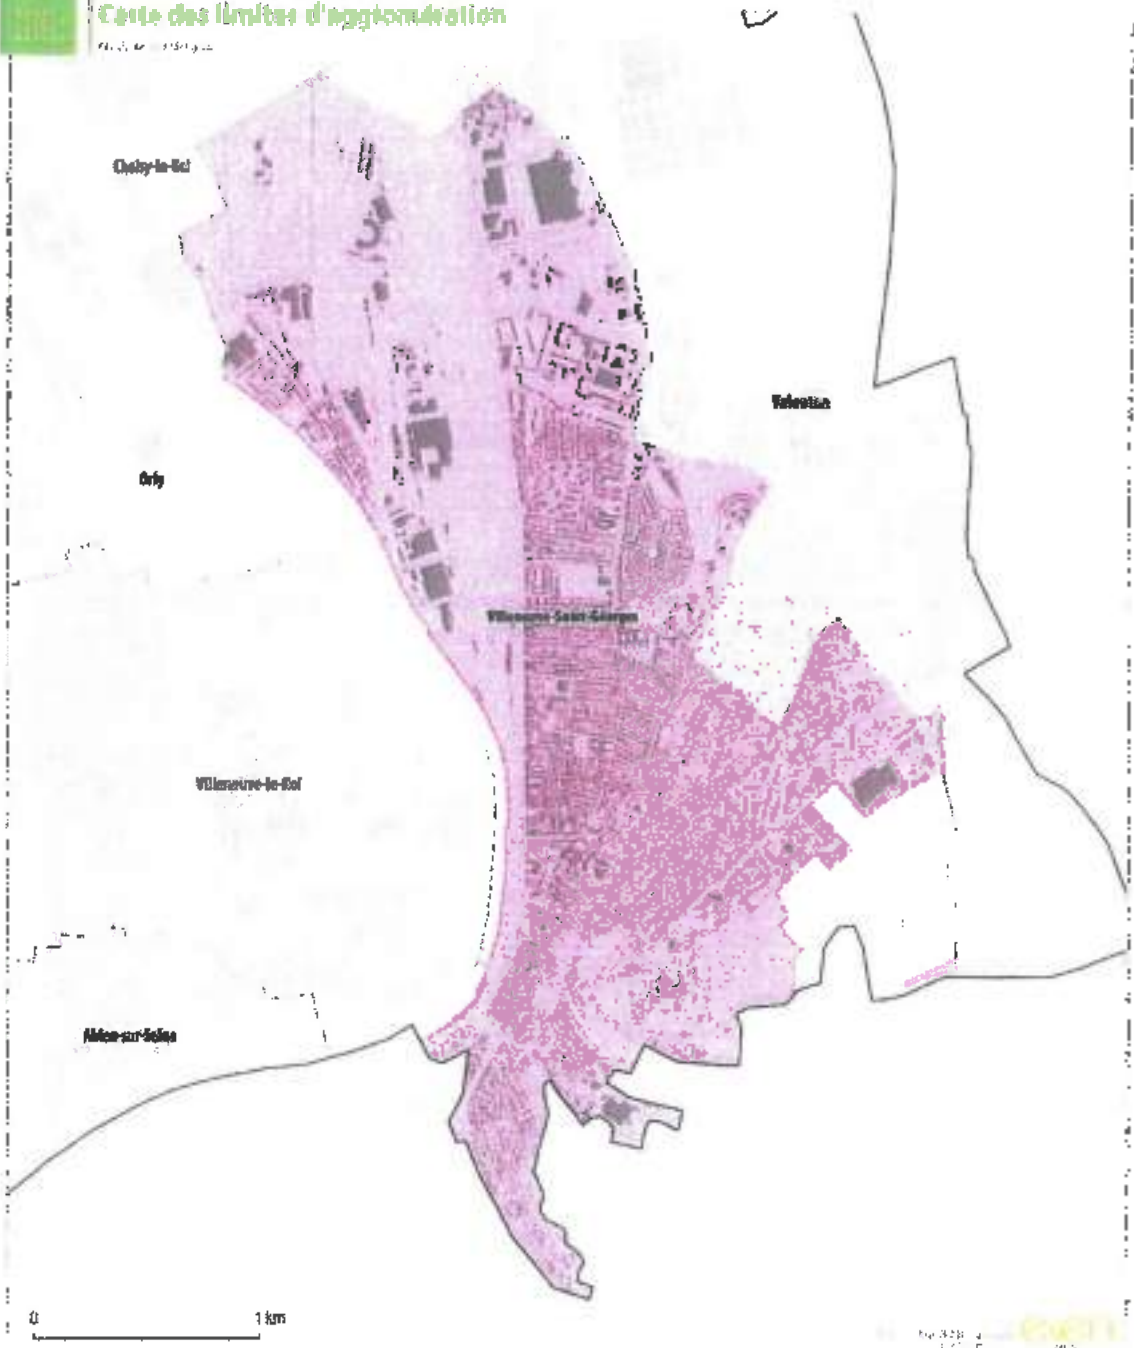 Carte des limites d'agglomération
Choisy-le-Roi
Valenton
Orly
Villeneuve-Saint-Georges
Villeneuve-le-Roi
Ablon-sur-Seine
0 1 km